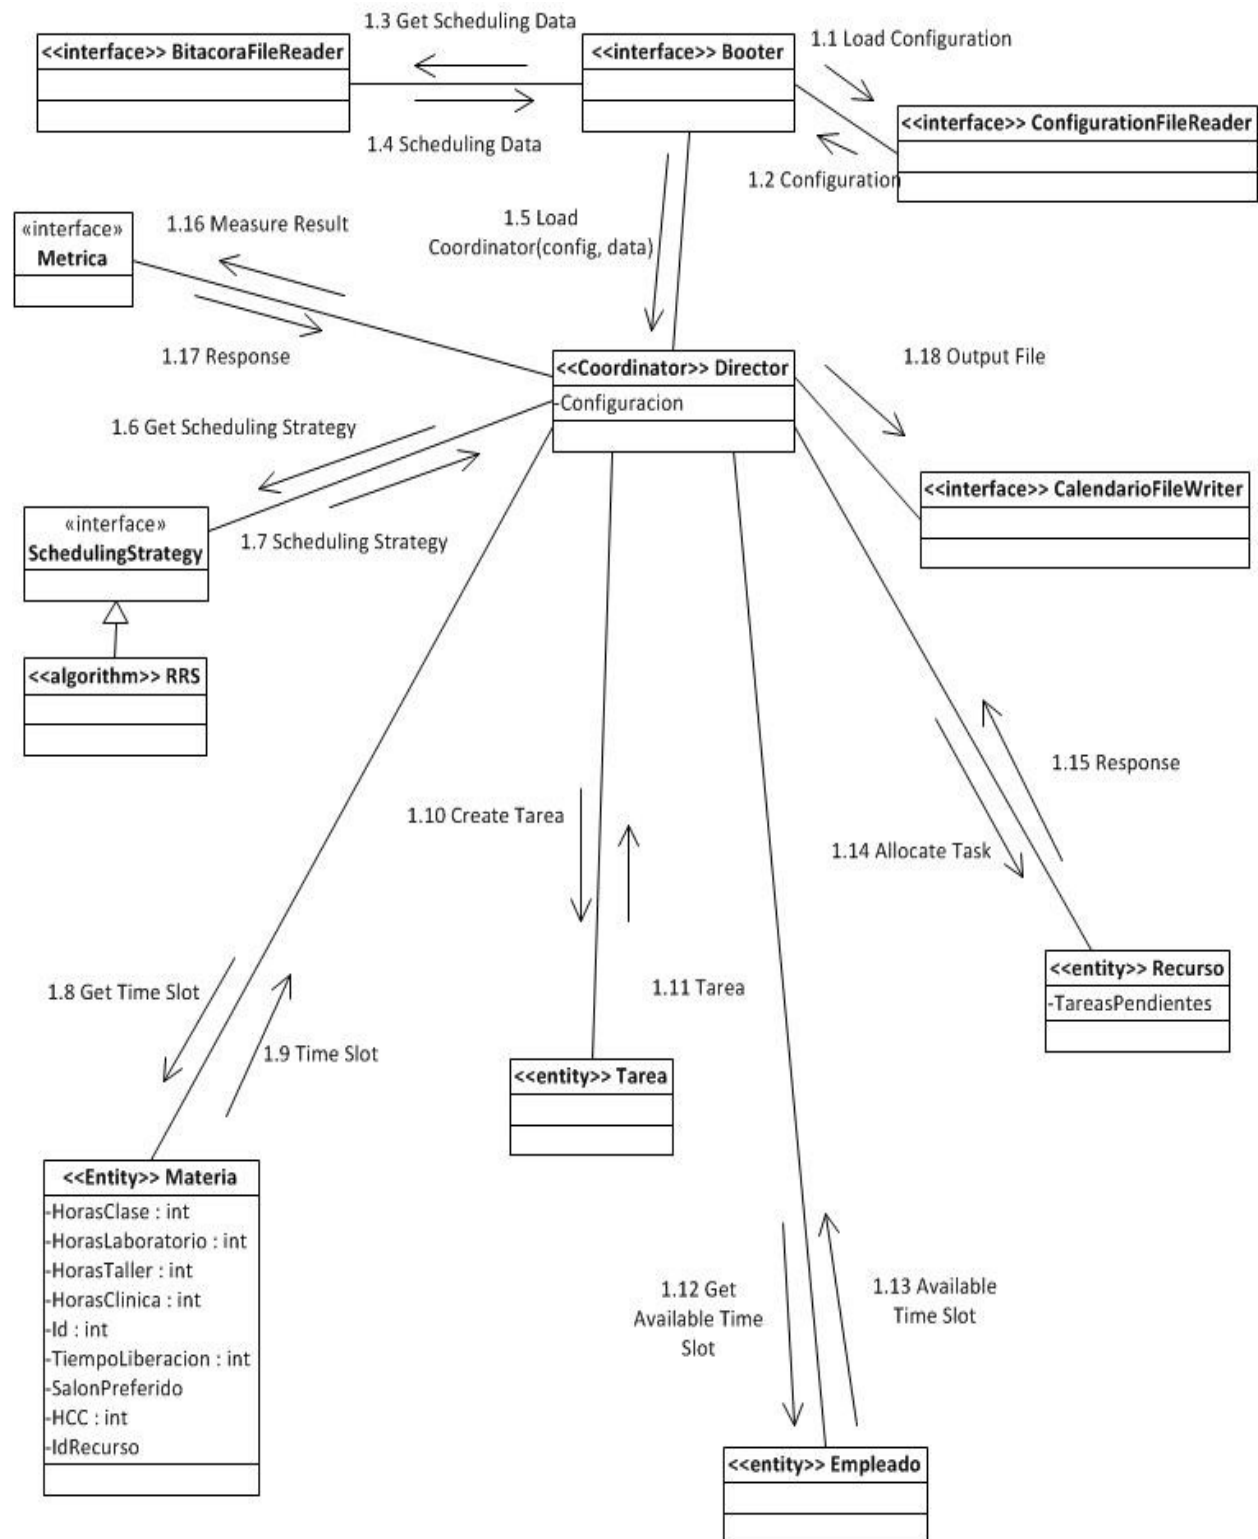 1.3 Get Scheduling Data
<<interface>> BitacoraFileReader
<<interface>> Booter
1.1 Load Configuration
<<interface>> ConfigurationFileReader
1.4 Scheduling Data
1.2 Configuration
1.5 Load
Coordinator(config, data)
1.16 Measure Result
«interface»
Metrica
1.17 Response
<<Coordinator>> Director
-Configuracion
1.18 Output File
1.6 Get Scheduling Strategy
<<interface>> CalendarioFileWriter
«interface»
SchedulingStrategy
1.7 Scheduling Strategy
<<algorithm>> RRS
1.15 Response
1.10 Create Tarea
1.14 Allocate Task
<<entity>> Recurso
-TareasPendientes
1.8 Get Time Slot
1.11 Tarea
1.9 Time Slot
<<entity>> Tarea
<<Entity>> Materia
-HorasClase : int
-HorasLaboratorio : int
-HorasTaller : int
-HorasClinica : int
-Id : int
-TiempoLiberacion : int
-SalonPreferido
-HCC : int
-IdRecurso
1.12 Get
Available Time
Slot
1.13 Available
Time Slot
<<entity>> Empleado